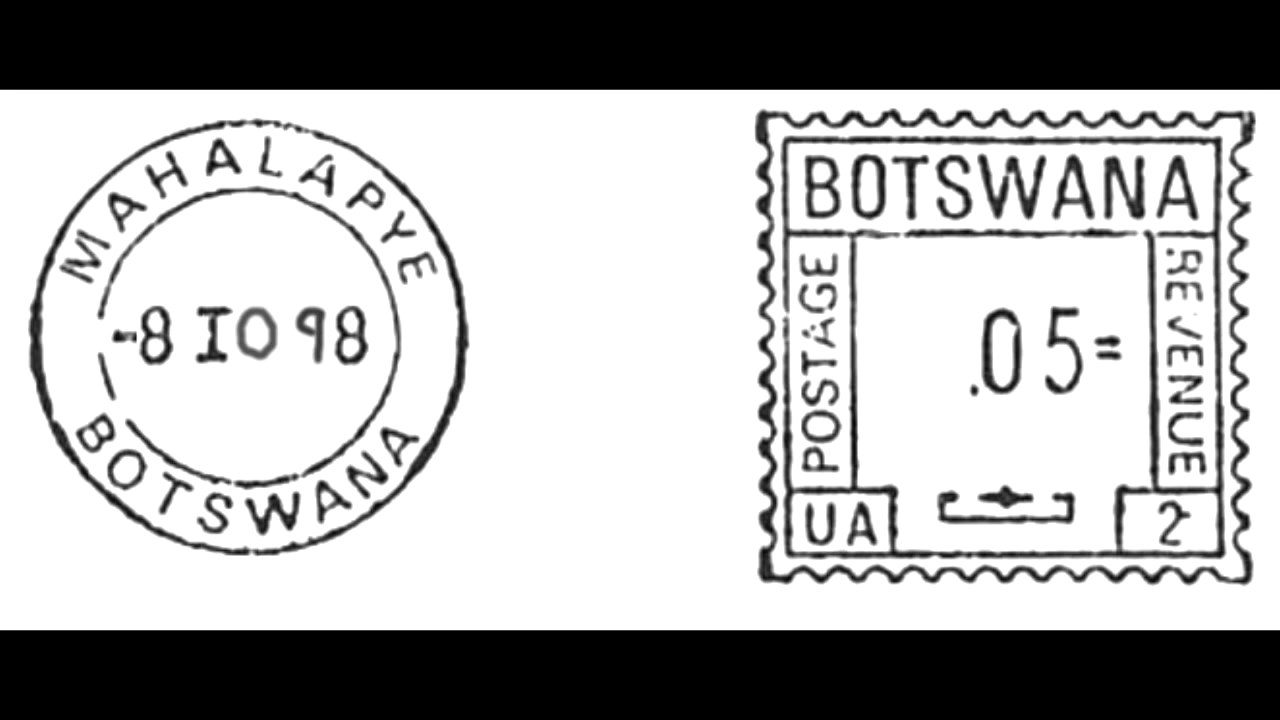 MAHALAPYE
-8 IO 98
BOTSWANA
BOTSWANA
POSTAGE
REVENUE
.05=
UA
2